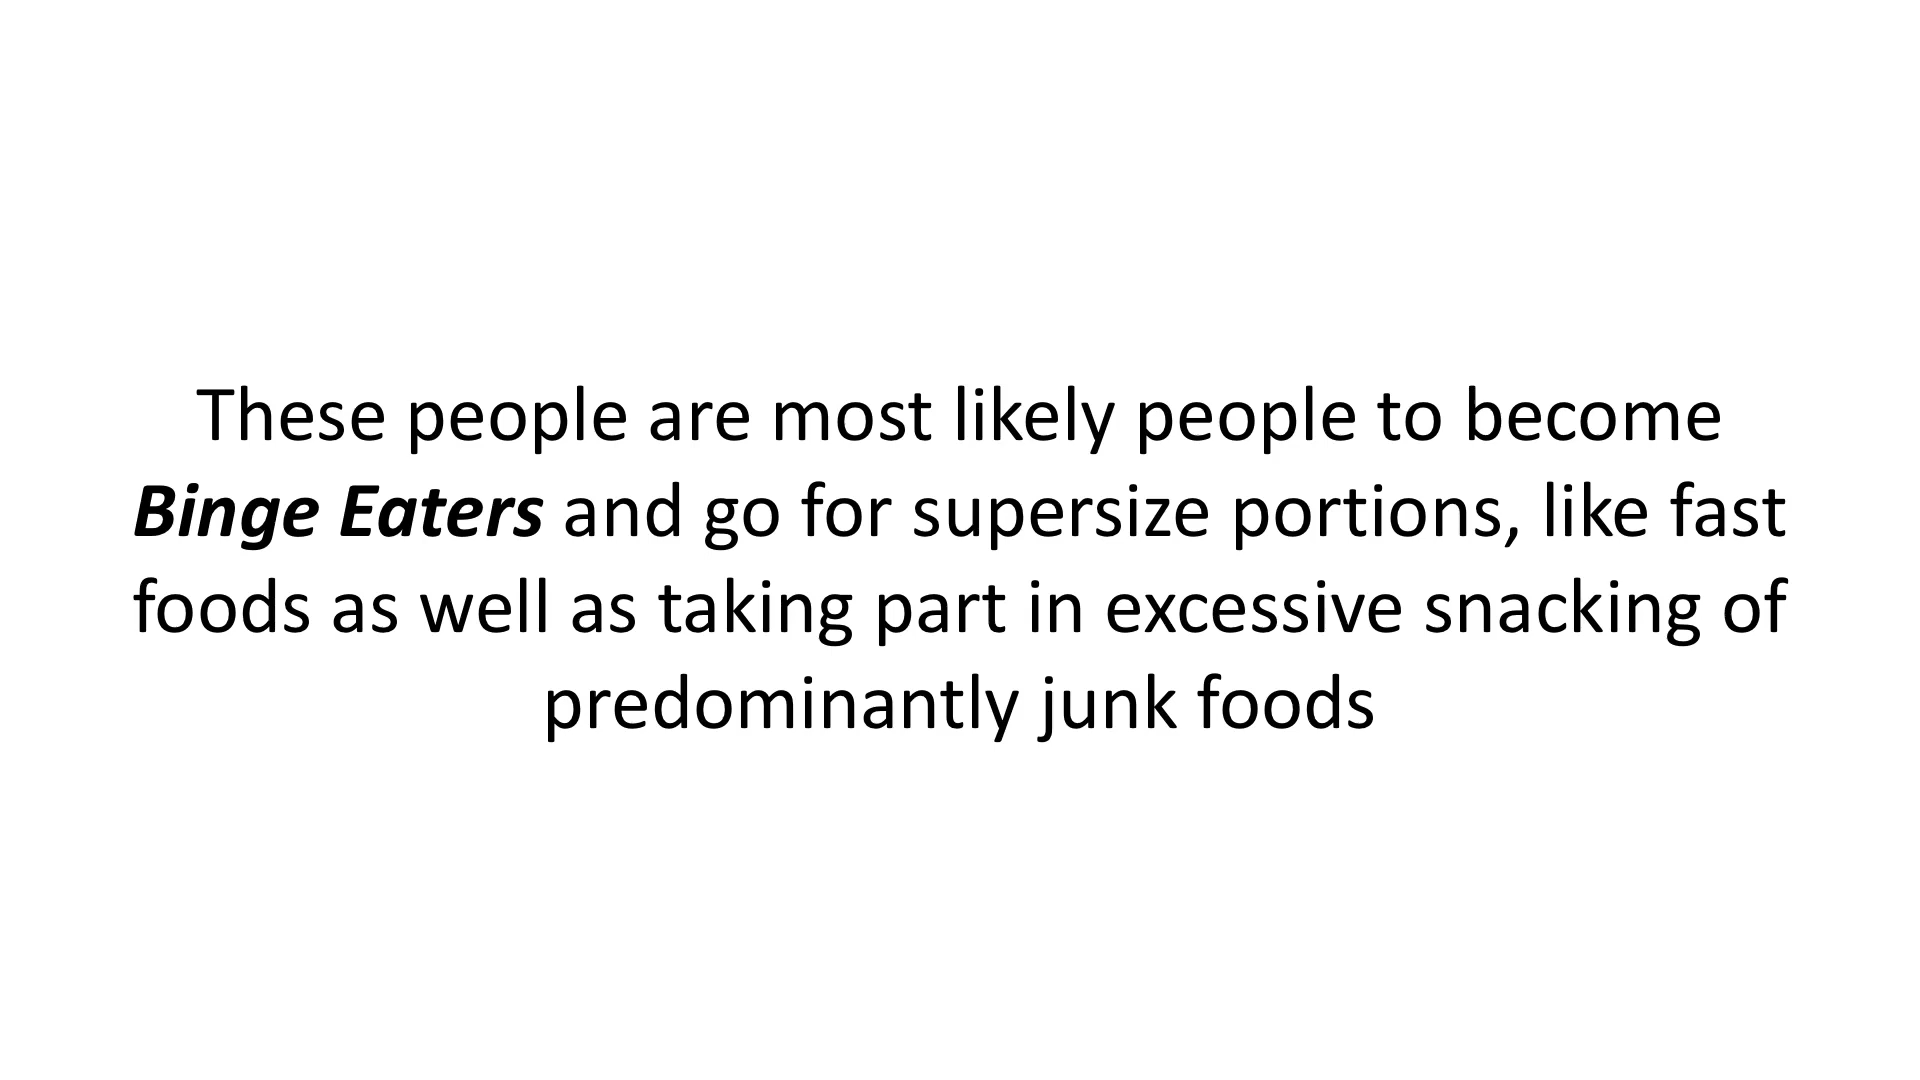 These people are most likely people to become
Binge Eaters and go for supersize portions, like fast
foods as well as taking part in excessive snacking of
predominantly junk foods